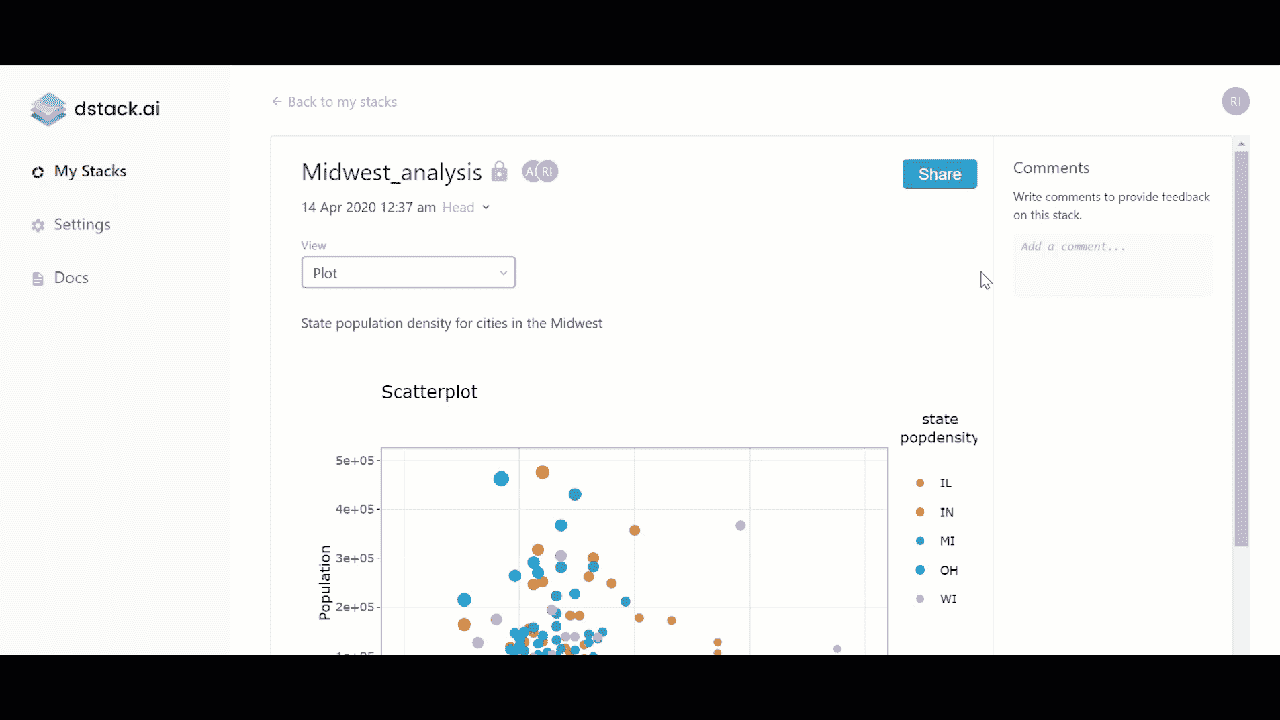 dstack.ai
My Stacks
Settings
Docs
← Back to my stacks
RI
Midwest_analysis
RI
Share
14 Apr 2020 12:37 am Head
View
Plot
State population density for cities in the Midwest
Scatterplot
state
popdensity
IL
IN
MI
OH
WI
Population
5e+05
4e+05
3e+05
2e+05
1e+05
Comments
Write comments to provide feedback
on this stack.
Add a comment...